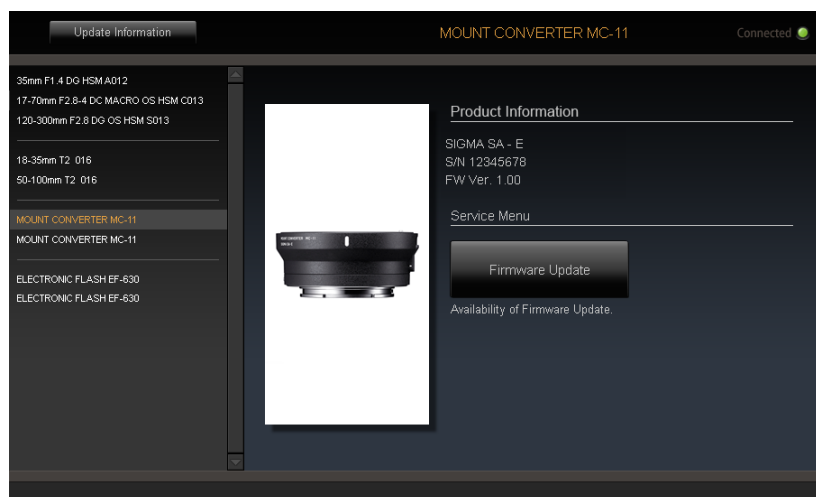 Update Information
MOUNT CONVERTER MC-11
Connected
35mm F1.4 DG HSM A012
17-70mm F2.8-4 DC MACRO OS HSM C013
120-300mm F2.8 DG OS HSM S013
18-35mm T2 016
50-100mm T2 016
MOUNT CONVERTER MC-11
MOUNT CONVERTER MC-11
ELECTRONIC FLASH EF-630
ELECTRONIC FLASH EF-630
Product Information
SIGMA SA - E
S/N 12345678
FW Ver. 1.00
Service Menu
Firmware Update
Availability of Firmware Update.